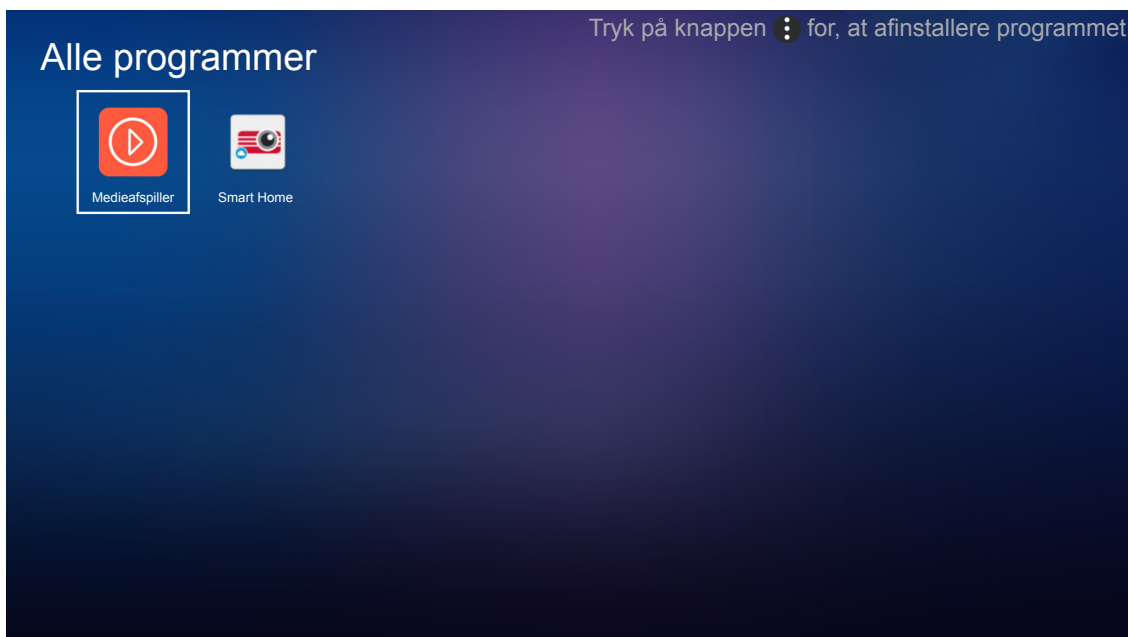 Tryk på knappen for, at afinstallere programmet
Alle programmer
Medieafspiller
Smart Home